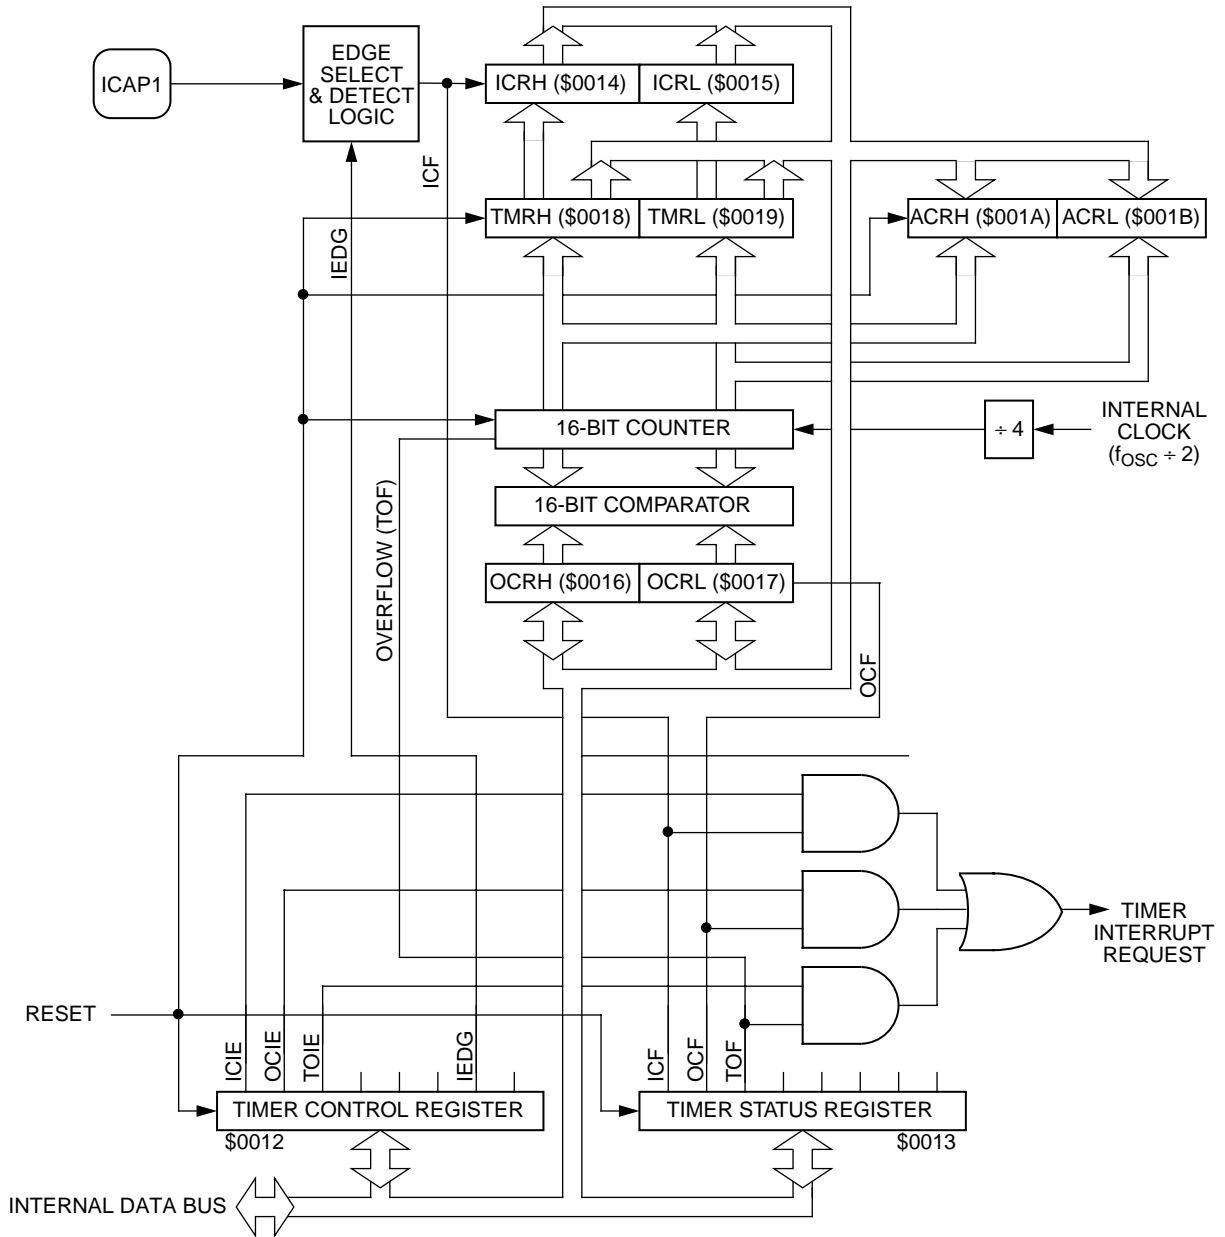 ICAP1
EDGE
SELECT
& DETECT
LOGIC
ICRH ($0014)
ICRL ($0015)
ICF
TMRH ($0018)
TMRL ($0019)
ACRH ($001A)
ACRL ($001B)
IEDG
16-BIT COUNTER
÷ 4
INTERNAL
CLOCK
(fOSC ÷ 2)
16-BIT COMPARATOR
OVERFLOW (TOF)
OCRH ($0016)
OCRL ($0017)
OCF
TIMER
INTERRUPT
REQUEST
RESET
ICIE
OCIE
TOIE
IEDG
ICF
OCF
TOF
TIMER CONTROL REGISTER
TIMER STATUS REGISTER
$0012
$0013
INTERNAL DATA BUS